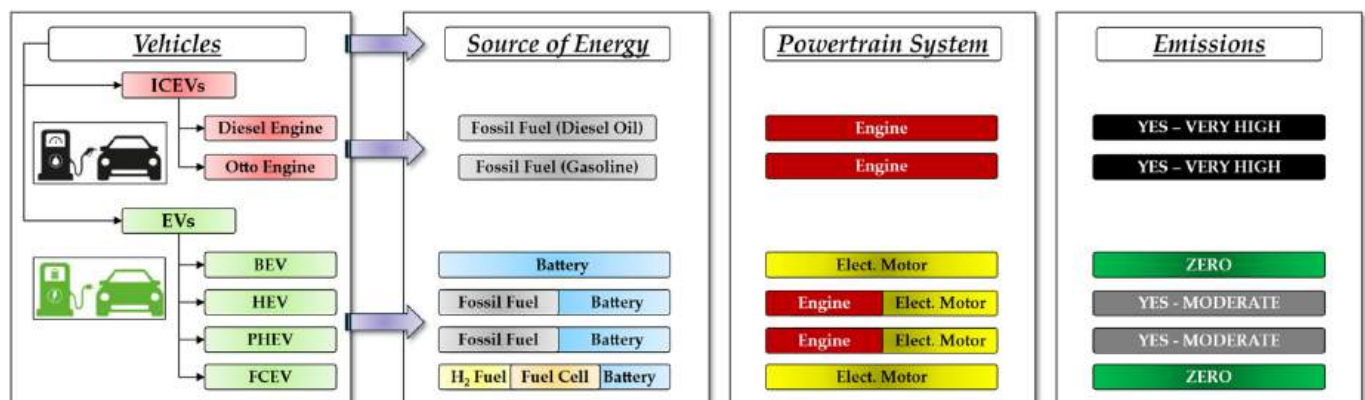 Vehicles Source of Energy Powertrain System Emissions
ICEVs
Diesel Engine Fossil Fuel (Diesel Oil) Engine YES – VERY HIGH
Otto Engine Fossil Fuel (Gasoline) Engine YES – VERY HIGH
EVs
BEV Battery Elect. Motor ZERO
HEV Fossil Fuel Battery Engine Elect. Motor YES - MODERATE
PHEV Fossil Fuel Battery Engine Elect. Motor YES - MODERATE
FCEV H₂ Fuel Fuel Cell Battery Elect. Motor ZERO